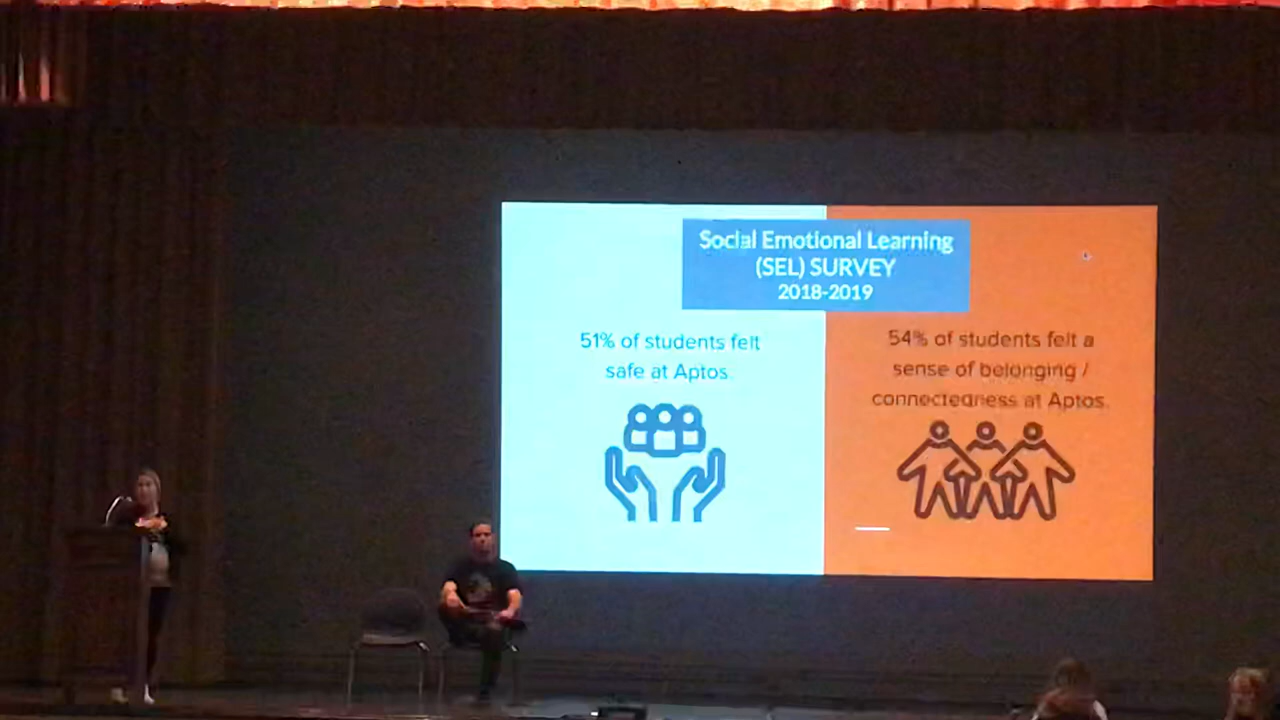 Social Emotional Learning
(SEL) SURVEY
2018-2019
51% of students felt
safe at Aptos.
54% of students felt a
sense of belonging /
connectedness at Aptos.